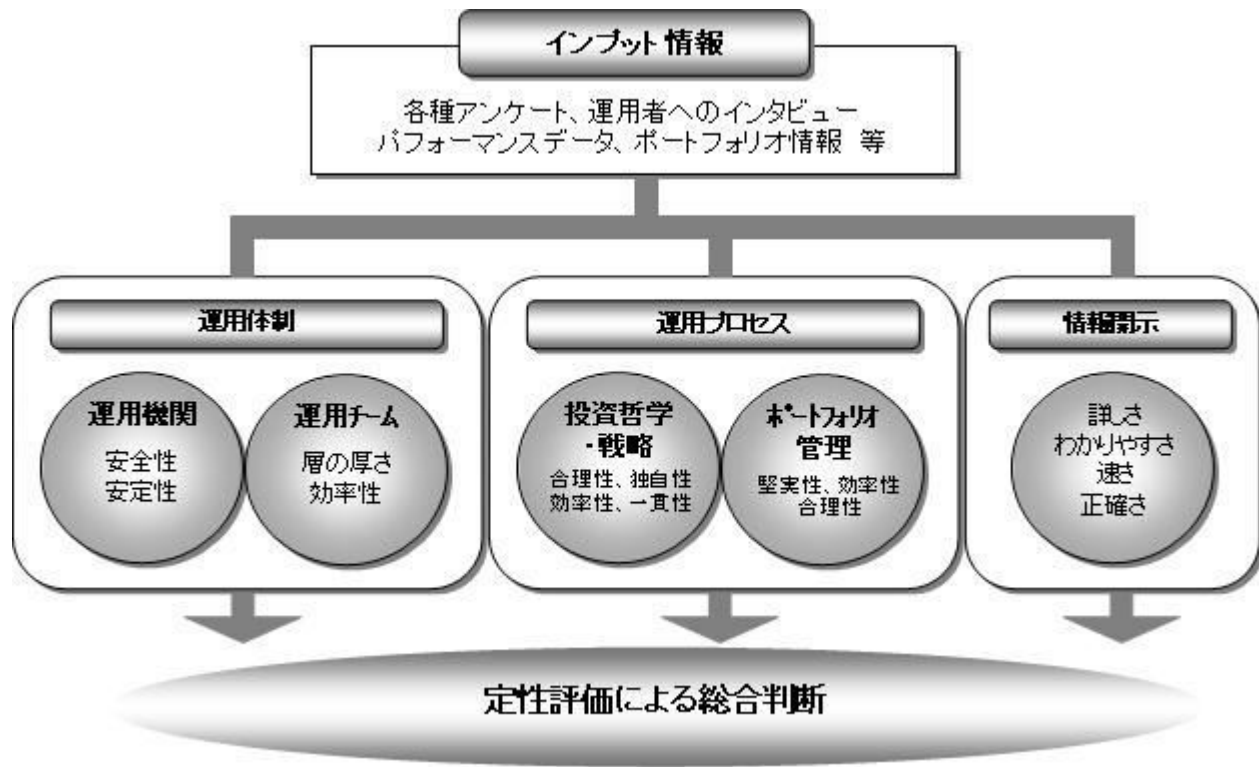 インプット情報
各種アンケート、運用者へのインタビュー
パフォーマンスデータ、ポートフォリオ情報 等
運用体制
運用機関
安全性
安定性
運用チーム
層の厚さ
効率性
運用プロセス
投資哲学
・戦略
合理性、独自性
効率性、一貫性
ポートフォリオ
管理
堅実性、効率性
合理性
情報開示
詳しさ
わかりやすさ
速さ
正確さ
定性評価による総合判断